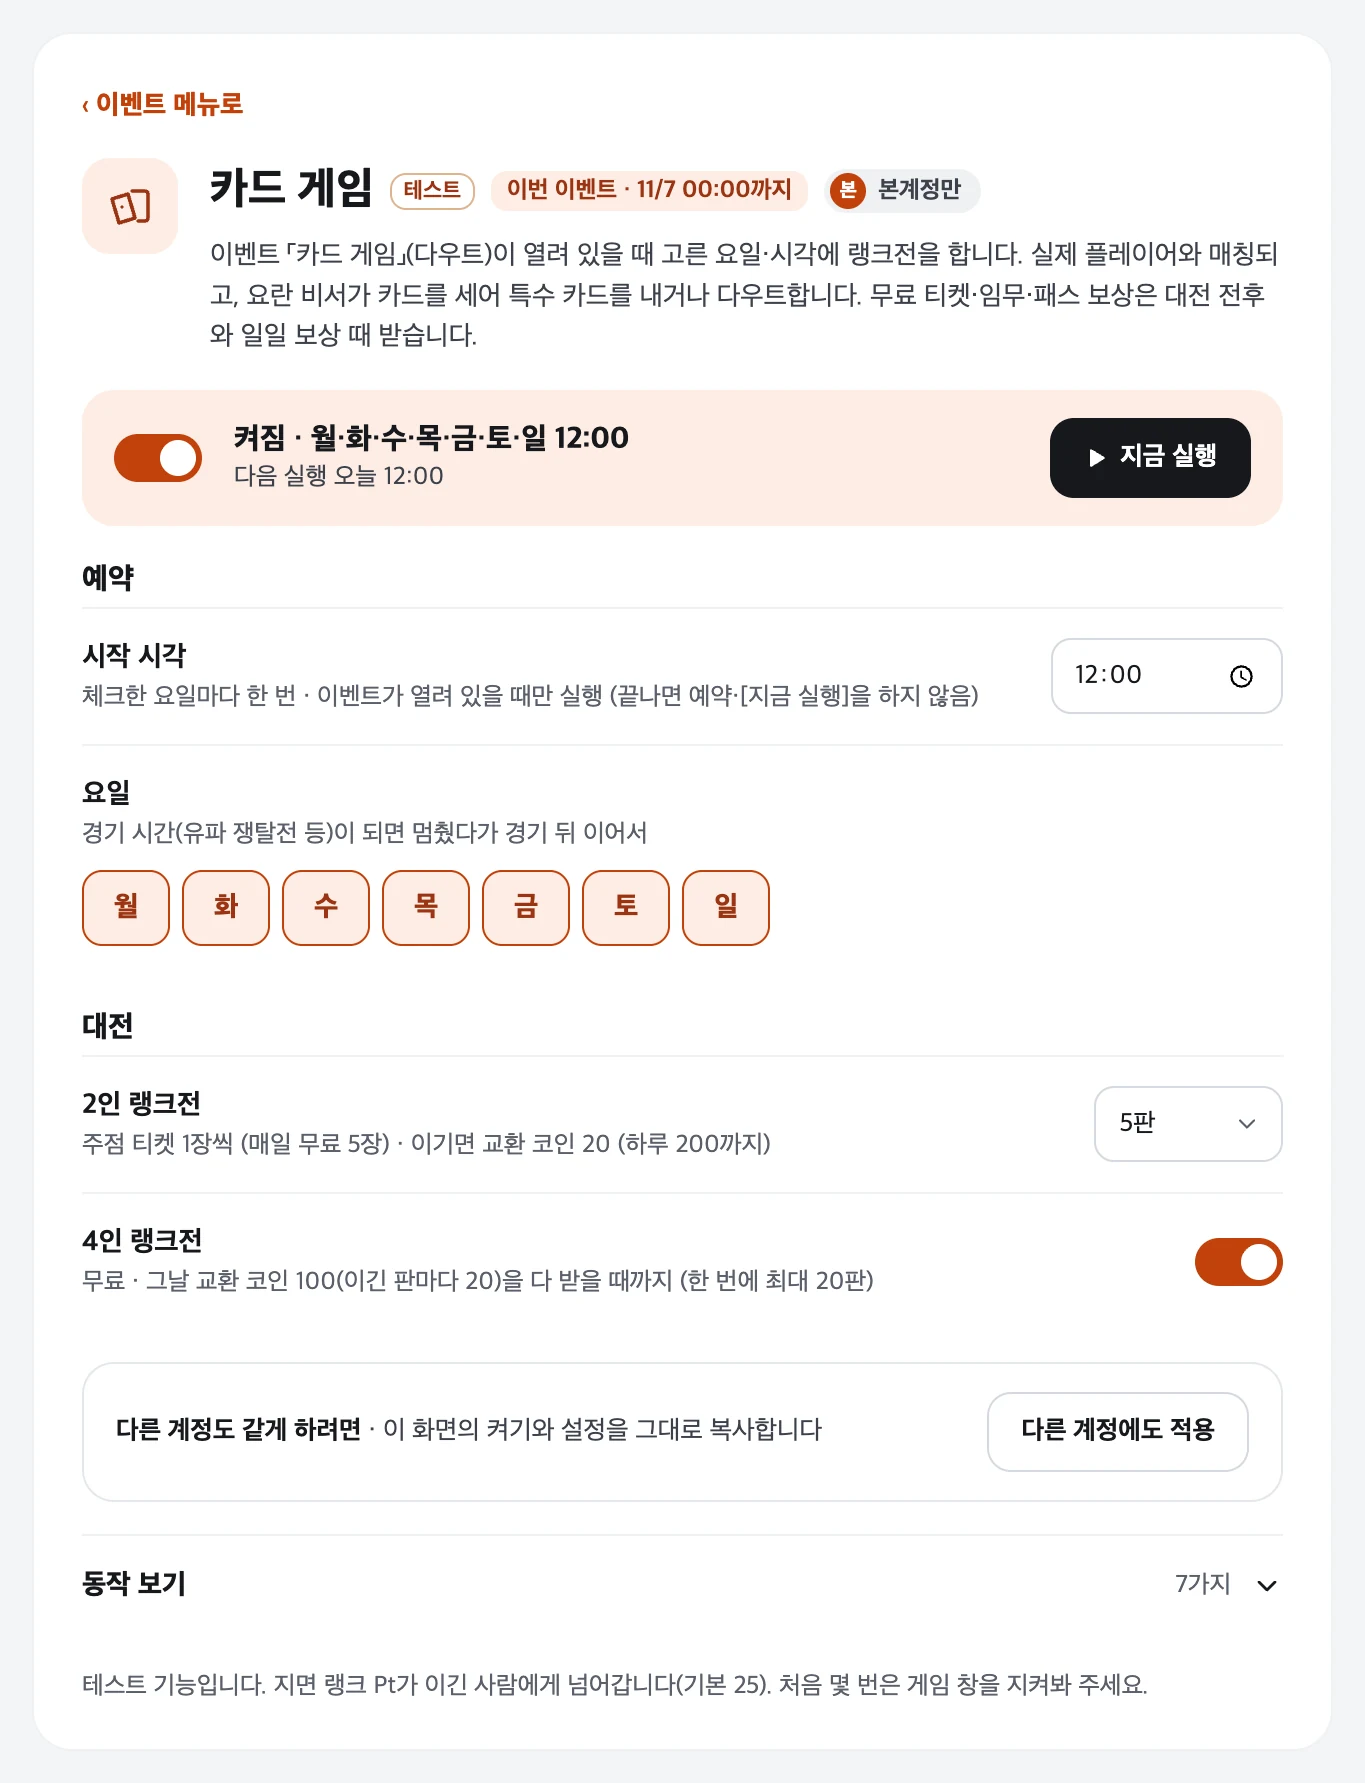 ‹ 이벤트 메뉴로
카드 게임 테스트 이번 이벤트 · 11/7 00:00까지 본 본계정만
이벤트 「카드 게임」(다우트)이 열려 있을 때 고른 요일·시각에 랭크전을 합니다. 실제 플레이어와 매칭되
고, 요란 비서가 카드를 세어 특수 카드를 내거나 다우트합니다. 무료 티켓·임무·패스 보상은 대전 전후
와 일일 보상 때 받습니다.
켜짐 · 월·화·수·목·금·토·일 12:00
다음 실행 오늘 12:00
▶ 지금 실행
예약
시작 시각
체크한 요일마다 한 번 · 이벤트가 열려 있을 때만 실행 (끝나면 예약·[지금 실행]을 하지 않음)
12:00
요일
경기 시간(유파 쟁탈전 등)이 되면 멈췄다가 경기 뒤 이어서
월 화 수 목 금 토 일
대전
2인 랭크전
주점 티켓 1장씩 (매일 무료 5장) · 이기면 교환 코인 20 (하루 200까지)
5판
4인 랭크전
무료 · 그날 교환 코인 100(이긴 판마다 20)을 다 받을 때까지 (한 번에 최대 20판)
다른 계정도 같게 하려면 · 이 화면의 켜기와 설정을 그대로 복사합니다
다른 계정에도 적용
동작 보기
7가지
테스트 기능입니다. 지면 랭크 Pt가 이긴 사람에게 넘어갑니다(기본 25). 처음 몇 번은 게임 창을 지켜봐 주세요.